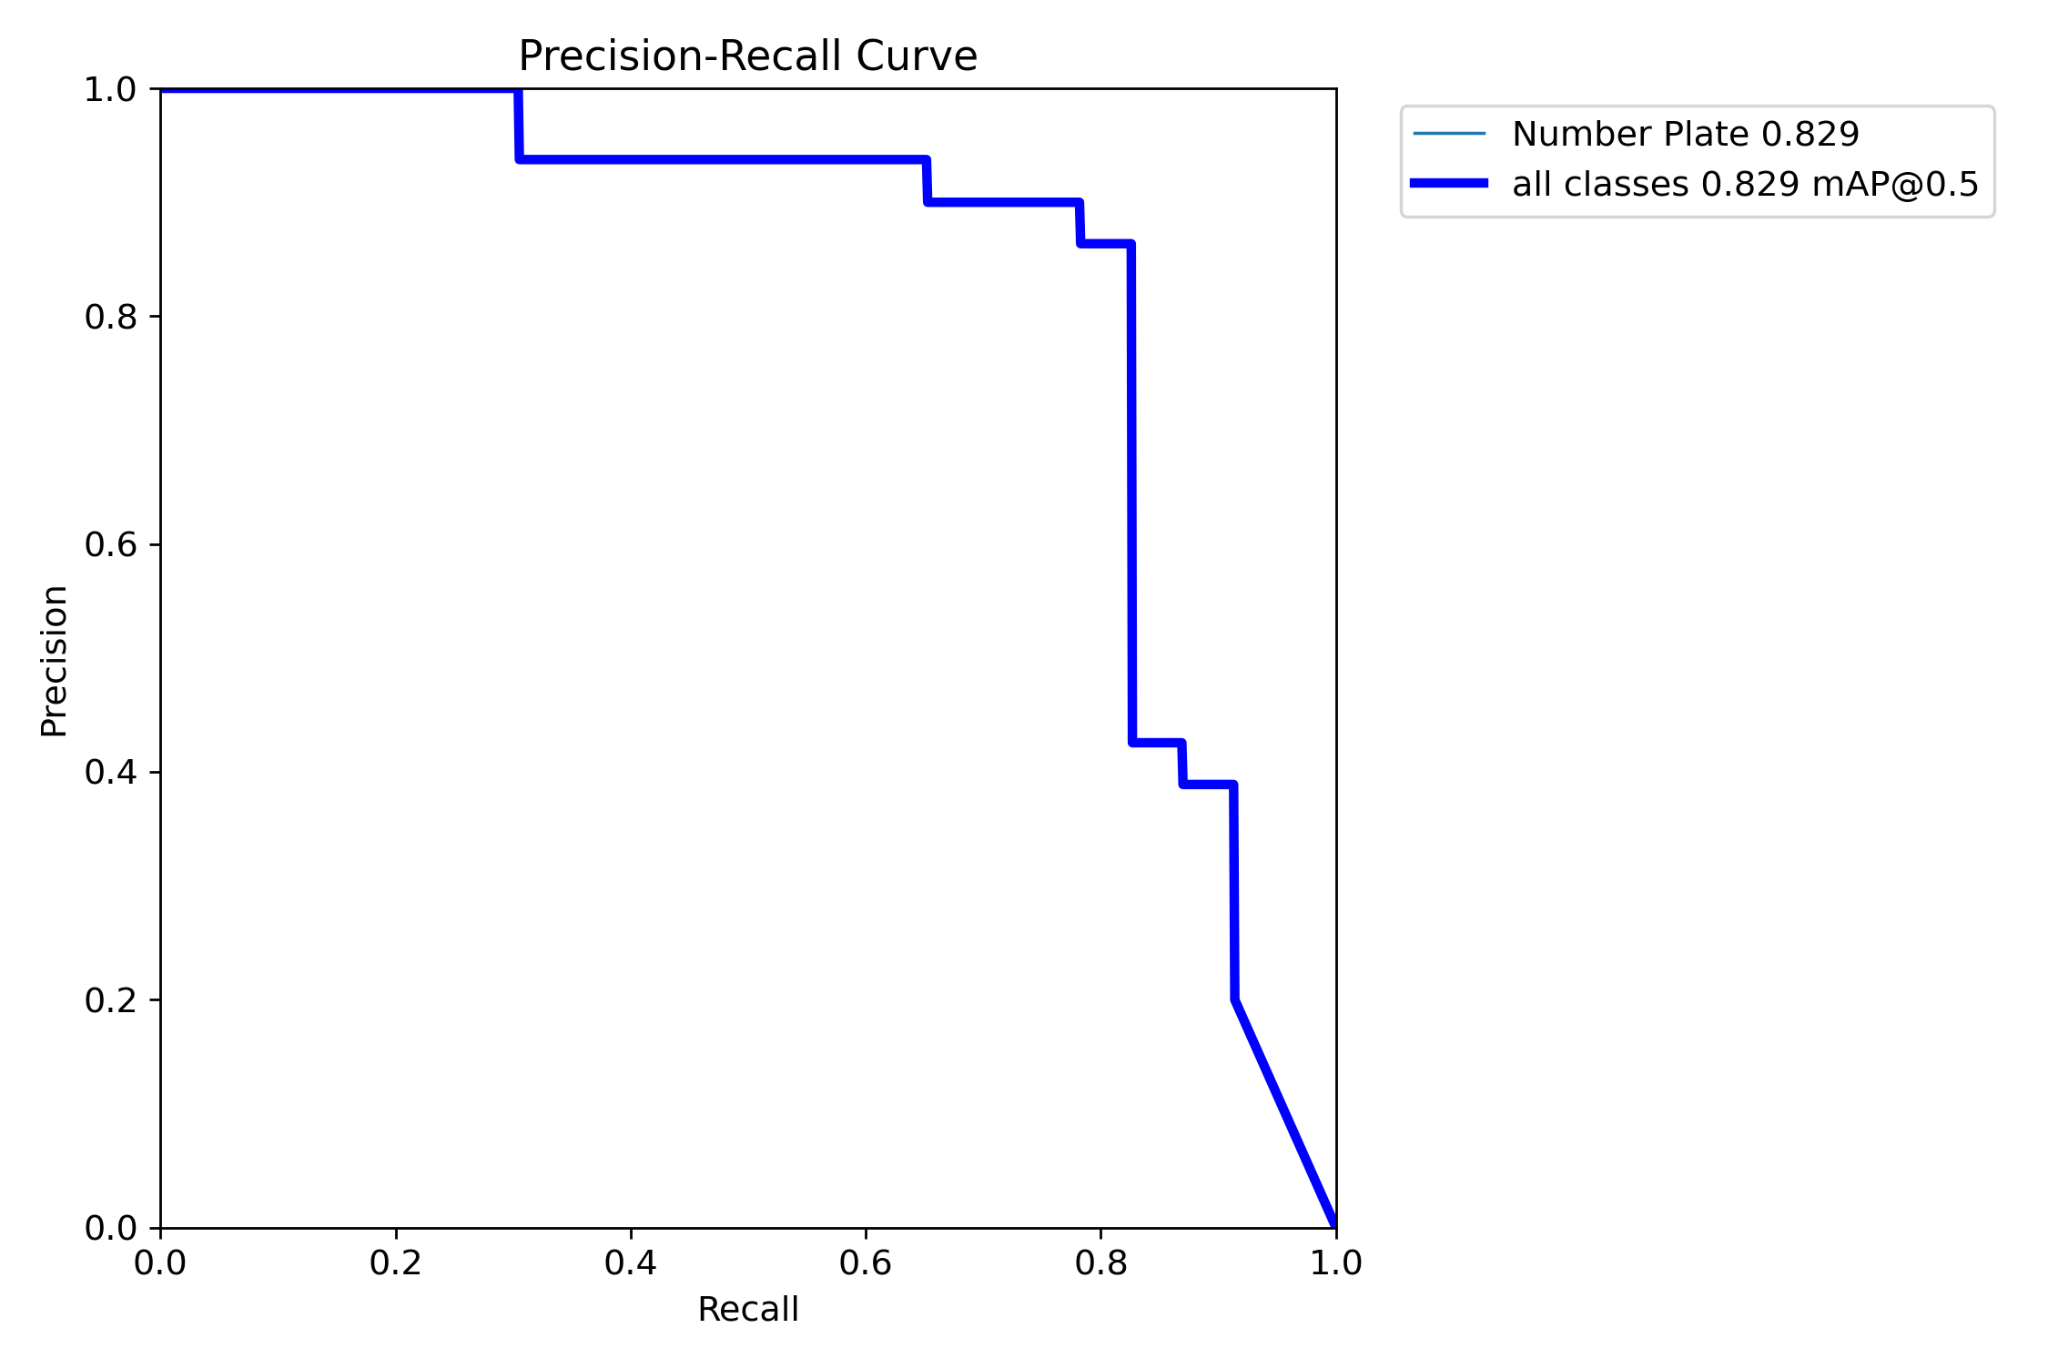 Precision-Recall Curve
1.0
0.8
0.6
0.4
0.2
0.0
Precision
0.0 0.2 0.4 0.6 0.8 1.0
Recall
Number Plate 0.829
all classes 0.829 mAP@0.5